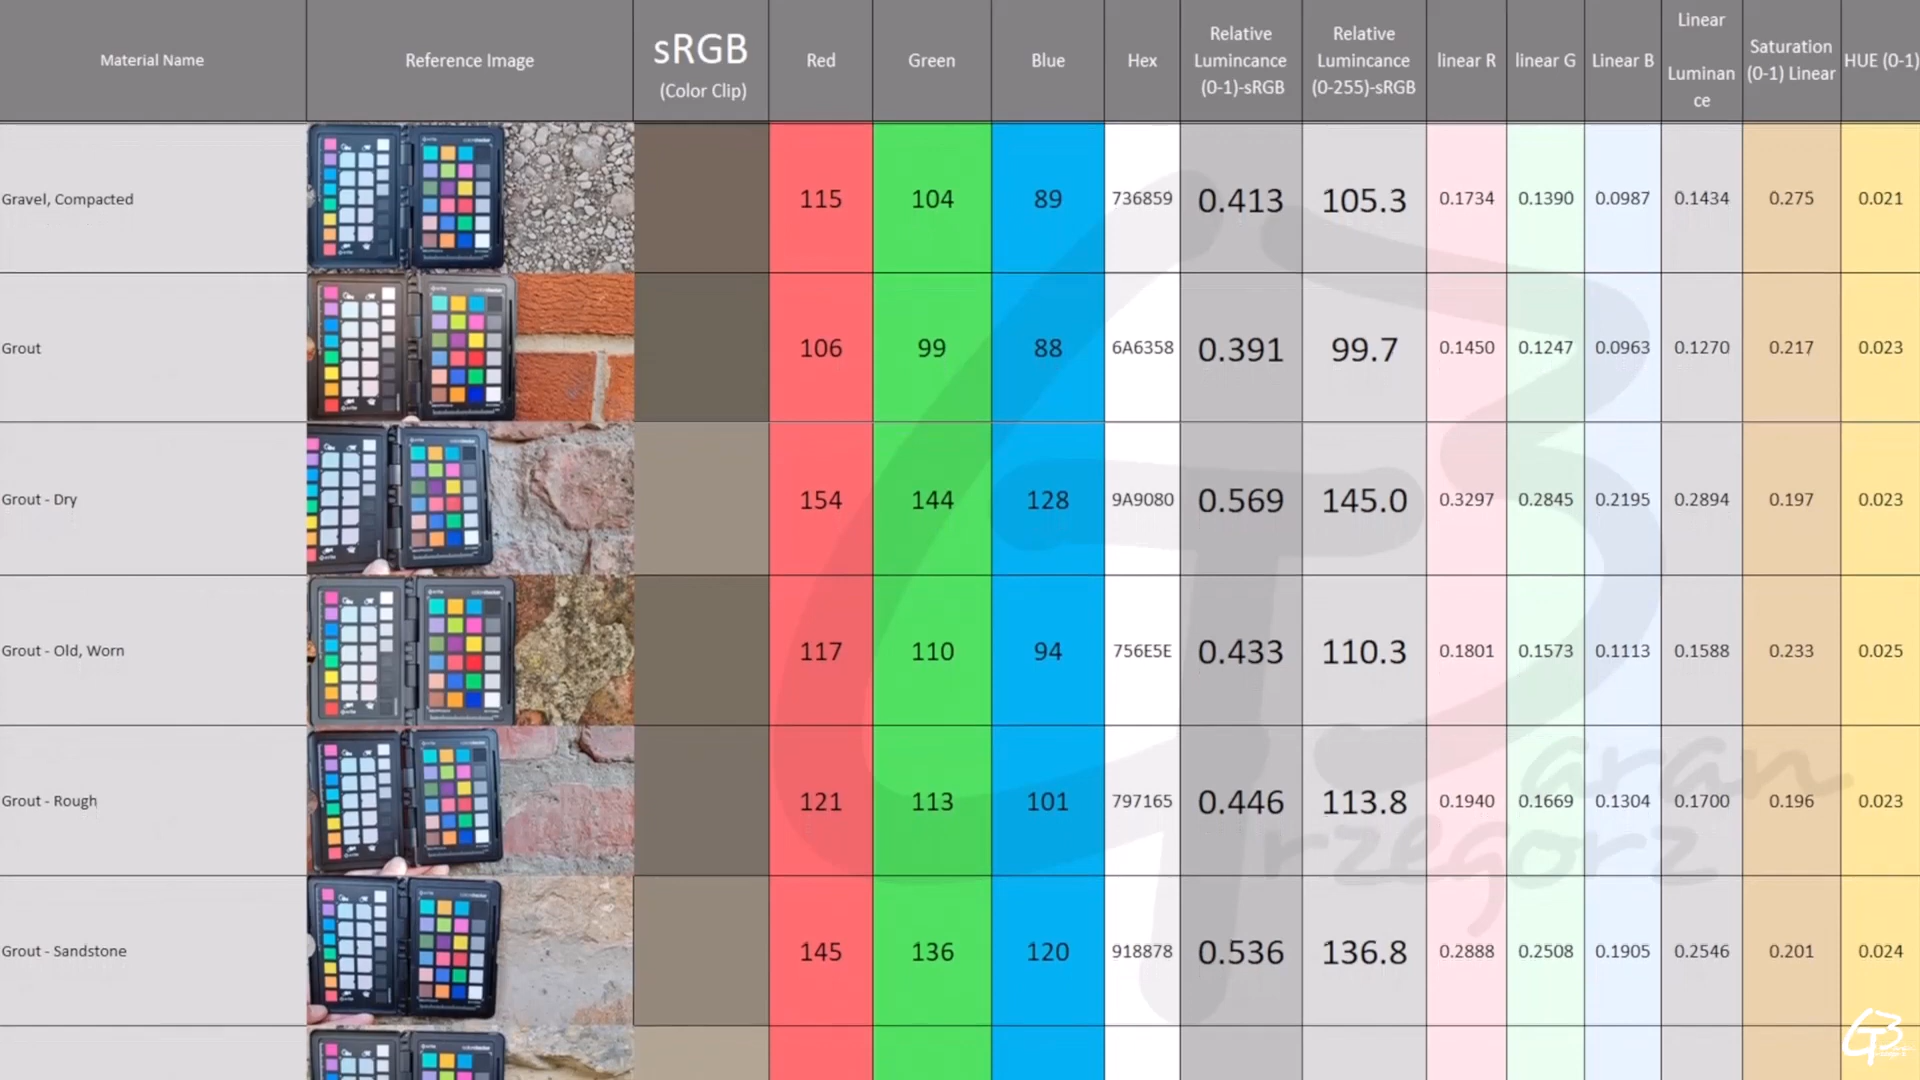 Material Name
Reference Image
sRGB
(Color Clip)
Red
Green
Blue
Hex
Relative
Lumincance
(0-1)-sRGB
Relative
Lumincance
(0-255)-sRGB
linear R
linear G
Linear B
Linear
Luminan
ce
Saturation
(0-1) Linear
HUE (0-1)
Gravel, Compacted 115 104 89 736859 0.413 105.3 0.1734 0.1390 0.0987 0.1434 0.275 0.021
Grout 106 99 88 6A6358 0.391 99.7 0.1450 0.1247 0.0963 0.1270 0.217 0.023
Grout - Dry 154 144 128 9A9080 0.569 145.0 0.3297 0.2845 0.2195 0.2894 0.197 0.023
Grout - Old, Worn 117 110 94 756E5E 0.433 110.3 0.1801 0.1573 0.1113 0.1588 0.233 0.025
Grout - Rough 121 113 101 797165 0.446 113.8 0.1940 0.1669 0.1304 0.1700 0.196 0.023
Grout - Sandstone 145 136 120 918878 0.536 136.8 0.2888 0.2508 0.1905 0.2546 0.201 0.024
aran
rzegorz